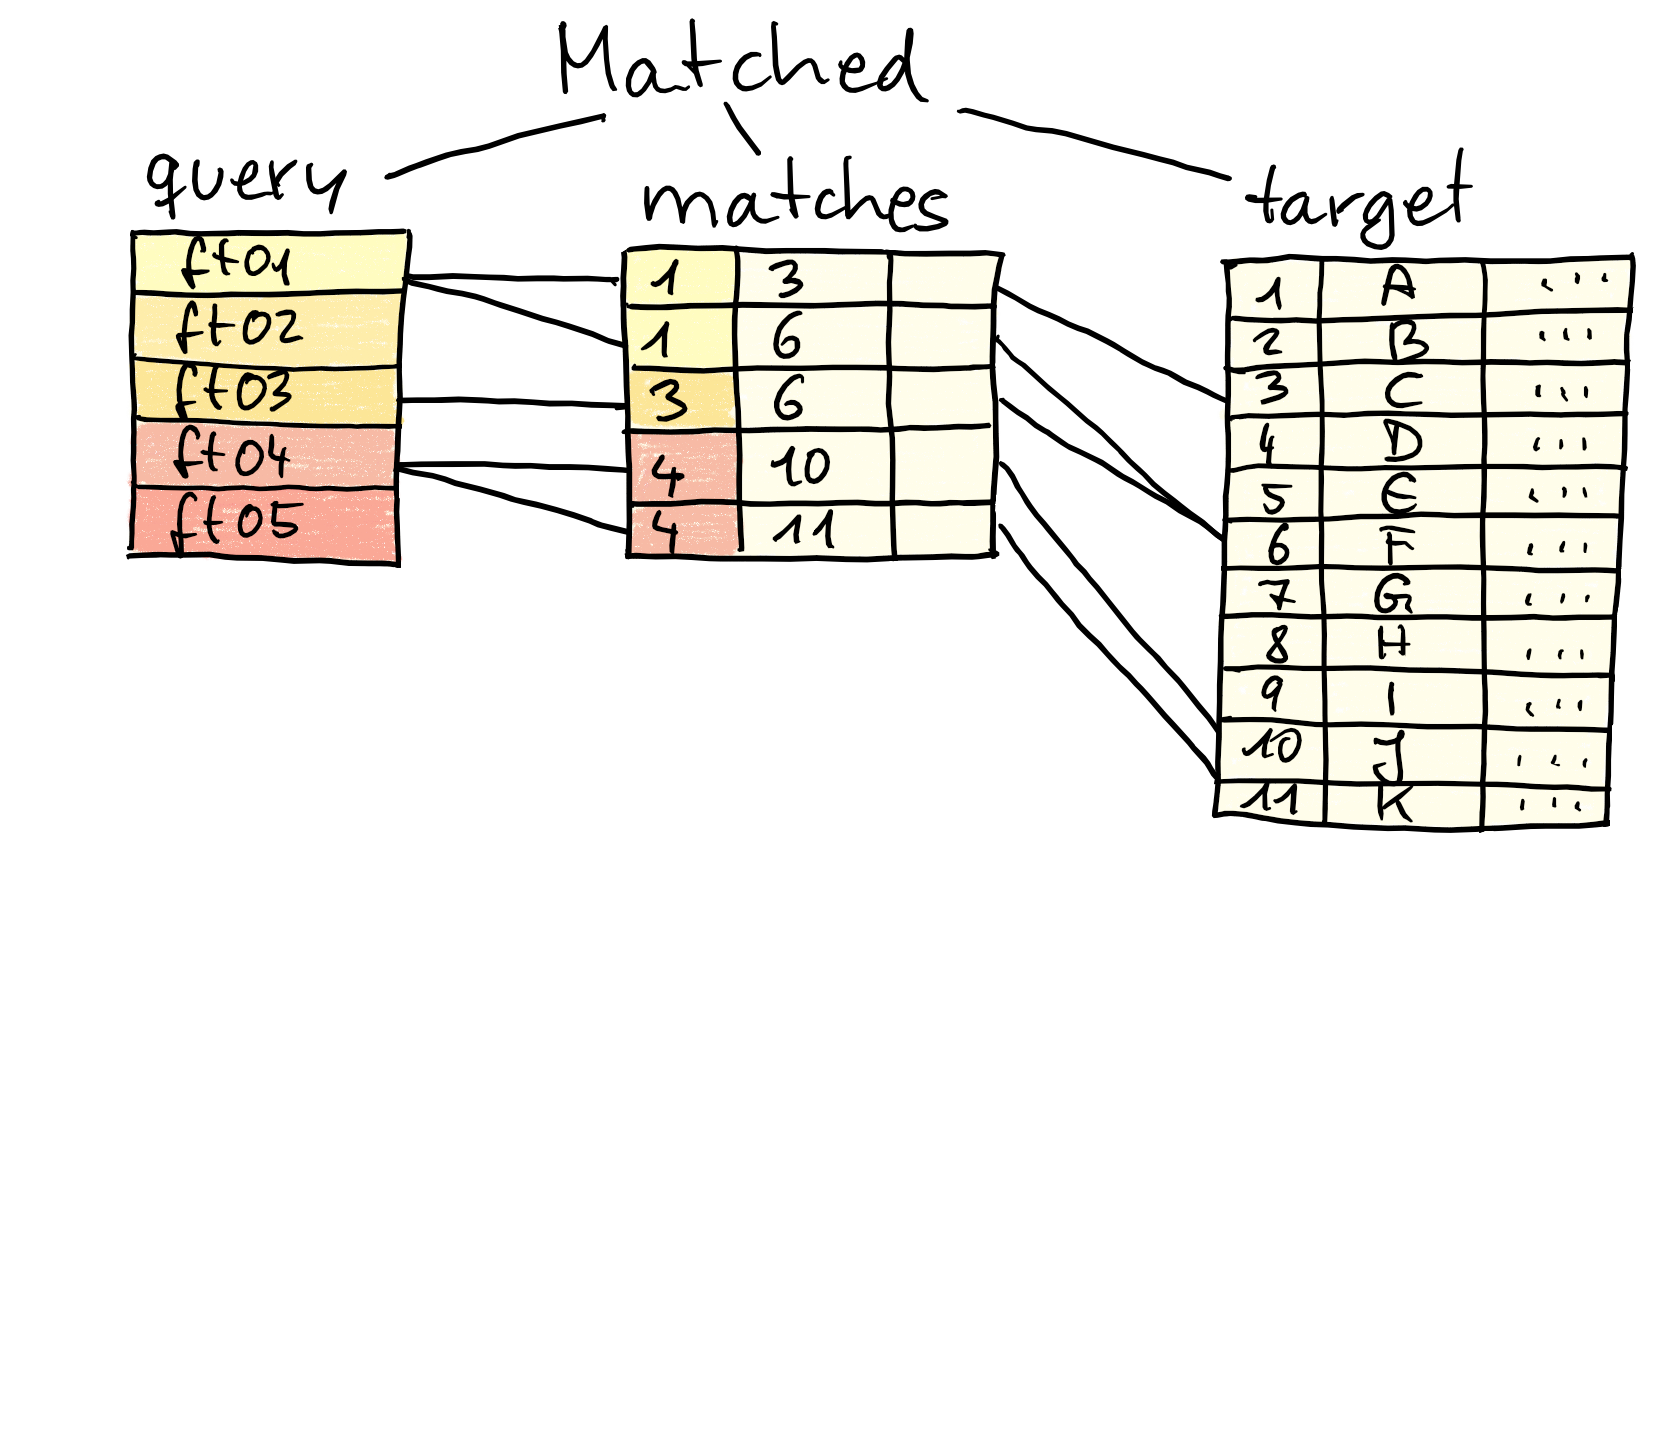 Matched
query
matches
target
ft01
ft02
ft03
ft04
ft05
1 3
1 6
3 6
4 10
4 11
1 A ...
2 B ...
3 C ...
4 D ...
5 E ...
6 F ...
7 G ...
8 H ...
9 I ...
10 J ...
11 K ...